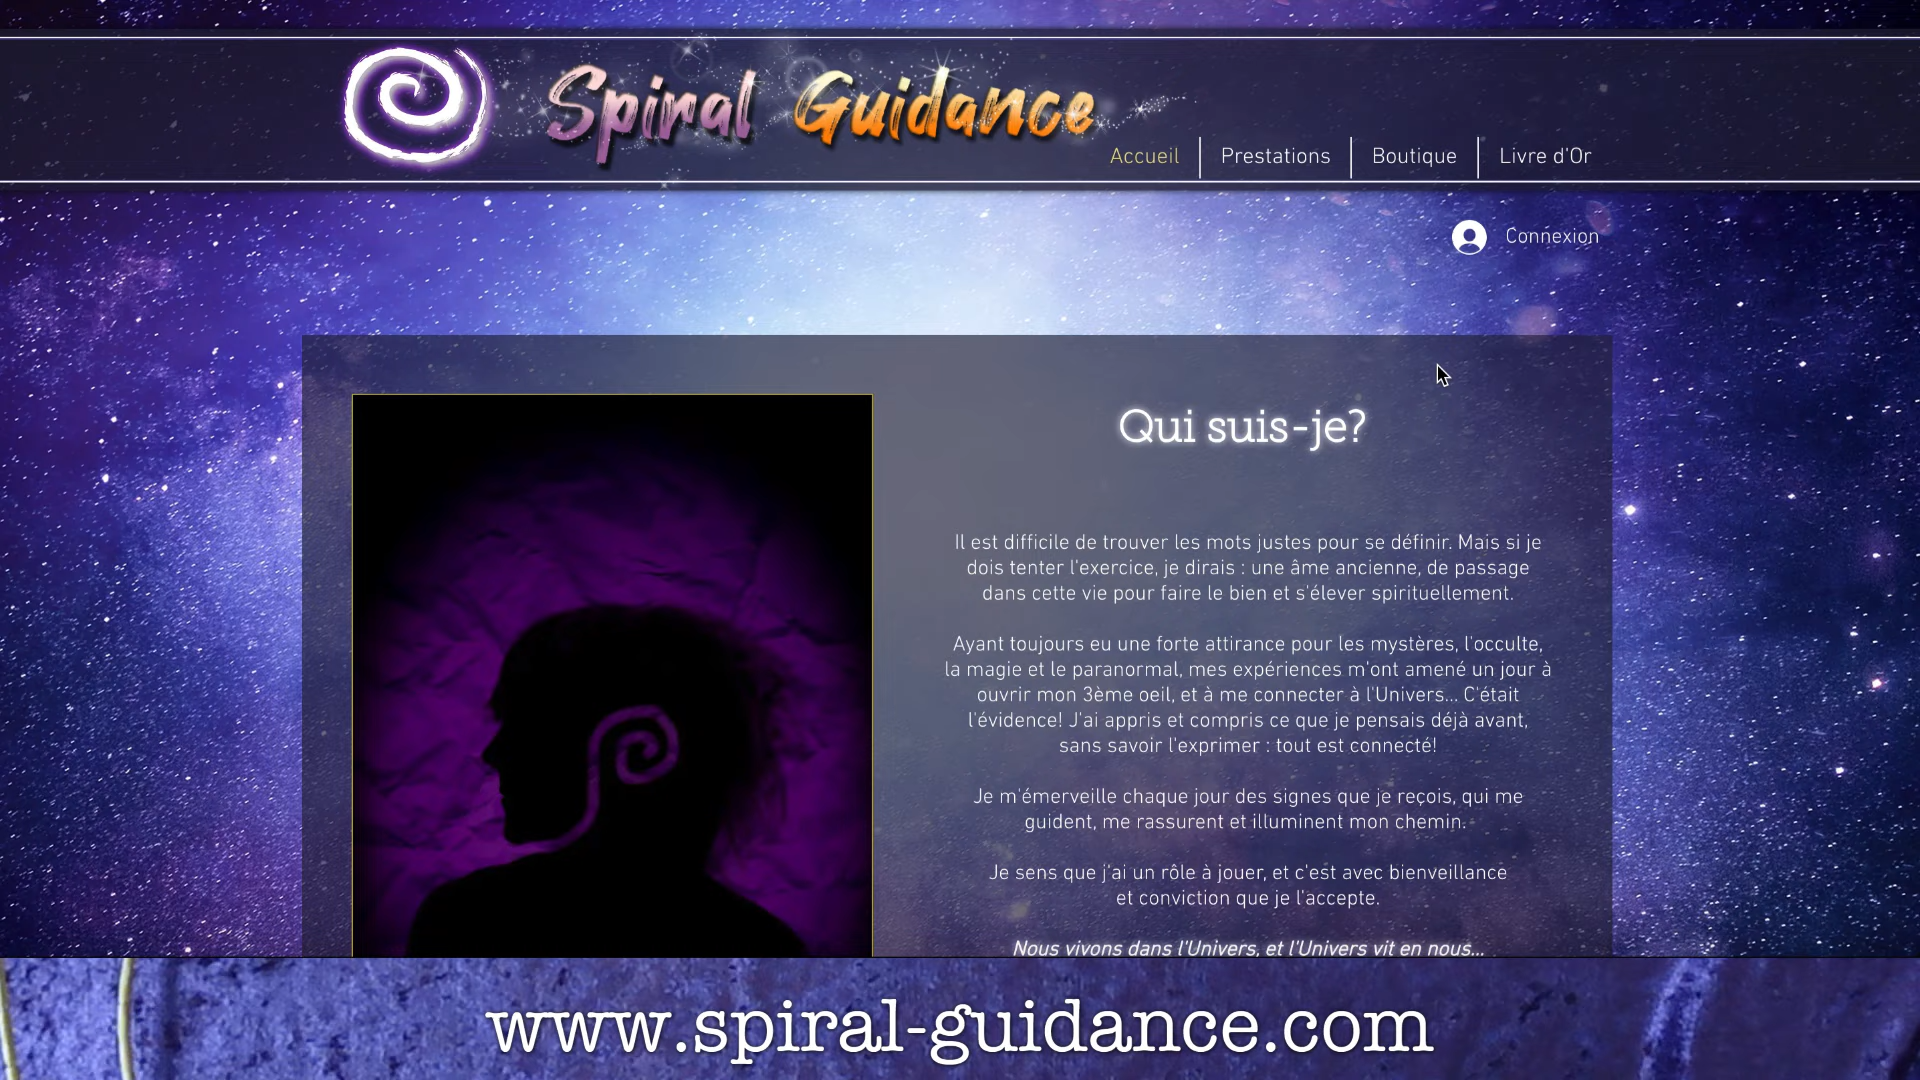 Spiral Guidance
Accueil
Prestations
Boutique
Livre d'Or
Connexion
Qui suis-je?
Il est difficile de trouver les mots justes pour se définir. Mais si je
dois tenter l'exercice, je dirais : une âme ancienne, de passage
dans cette vie pour faire le bien et s'élever spirituellement.
Ayant toujours eu une forte attirance pour les mystères, l'occulte,
la magie et le paranormal, mes expériences m'ont amené un jour à
ouvrir mon 3ème oeil, et à me connecter à l'Univers... C'était
l'évidence! J'ai appris et compris ce que je pensais déjà avant,
sans savoir l'exprimer : tout est connecté!
Je m'émerveille chaque jour des signes que je reçois, qui me
guident, me rassurent et illuminent mon chemin.
Je sens que j'ai un rôle à jouer, et c'est avec bienveillance
et conviction que je l'accepte.
Nous vivons dans l'Univers, et l'Univers vit en nous...
www.spiral-guidance.com